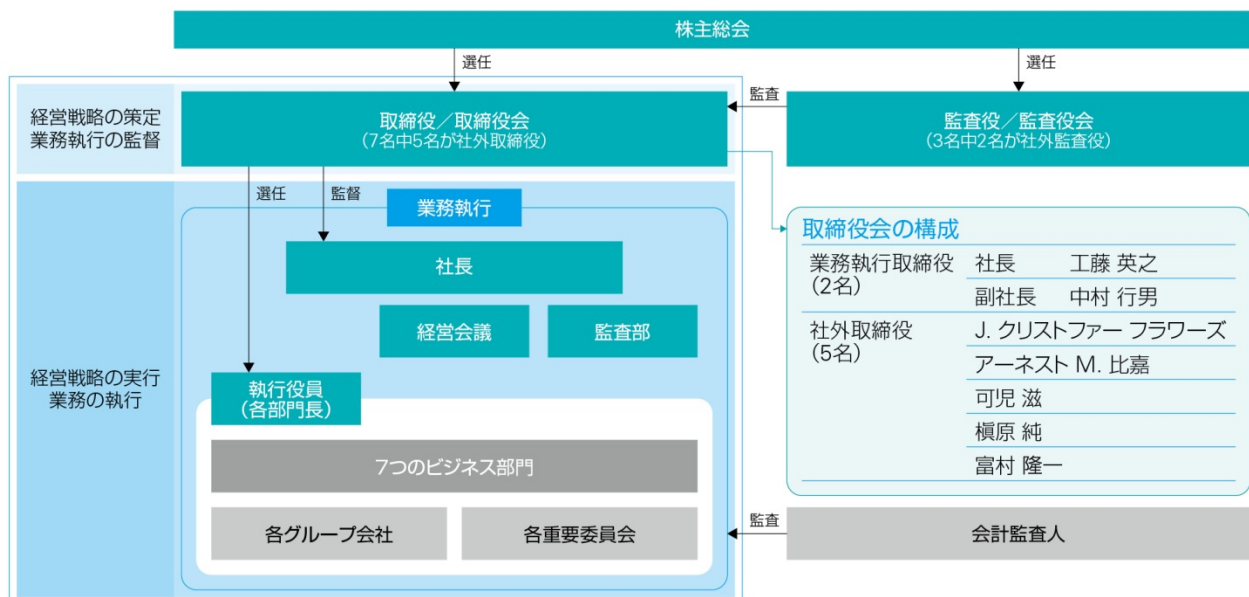 株主総会
選任
選任
経営戦略の策定
業務執行の監督
取締役／取締役会
(7名中5名が社外取締役)
監査
監査役／監査役会
(3名中2名が社外監査役)
選任
監督
経営戦略の実行
業務の執行
業務執行
社長
経営会議
監査部
執行役員
(各部門長)
7つのビジネス部門
各グループ会社
各重要委員会
取締役会の構成
業務執行取締役
(2名)
社長 工藤 英之
副社長 中村 行男
社外取締役
(5名)
J. クリストファー フラワーズ
アーネスト M. 比嘉
可児 滋
槇原 純
富村 隆一
監査
会計監査人